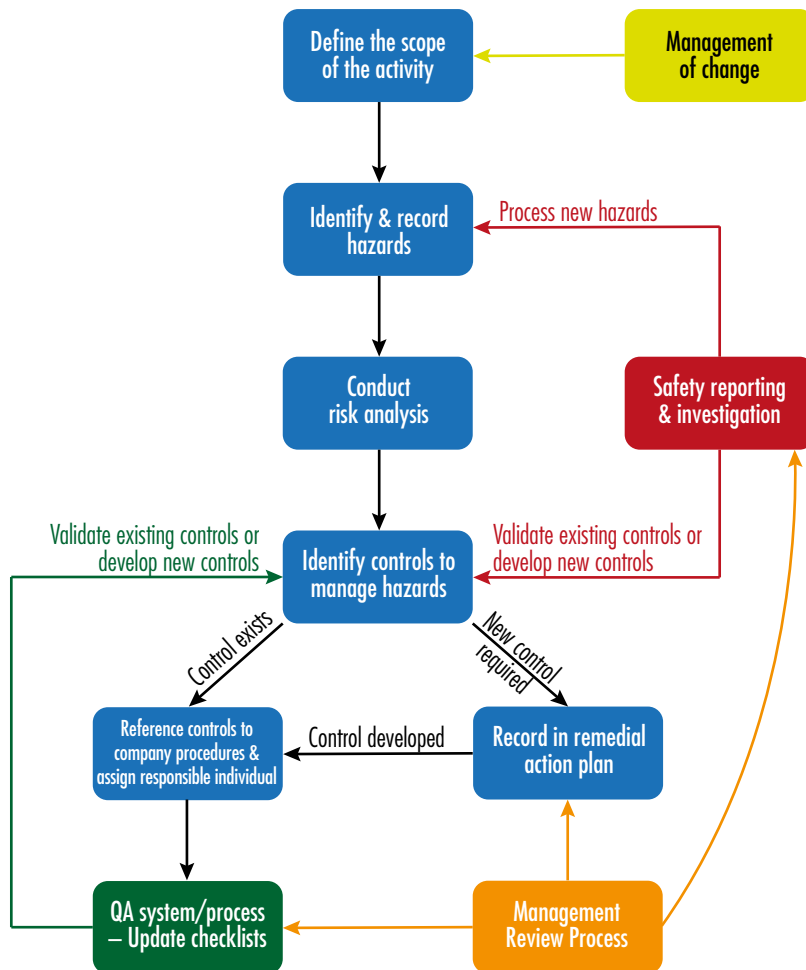 Define the scope
of the activity
Management
of change
Identify & record
hazards
Process new hazards
Conduct
risk analysis
Safety reporting
& investigation
Validate existing controls or
develop new controls
Identify controls to
manage hazards
Validate existing controls or
develop new controls
Control exists
New control
required
Reference controls to
company procedures &
assign responsible individual
Control developed
Record in remedial
action plan
QA system/process
– Update checklists
Management
Review Process